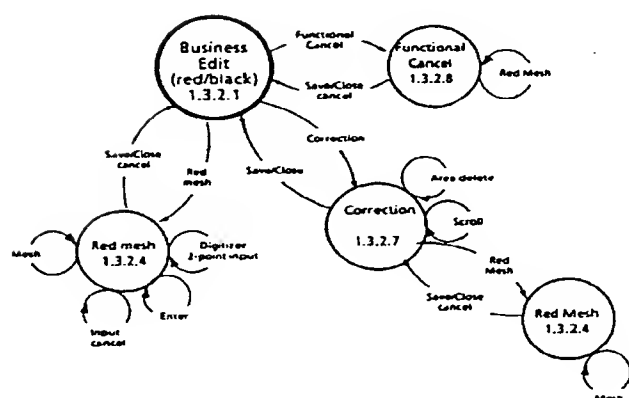 Business
Edit
(red/black)
1.3.2.1
Functional
Cancel
Save/Close
cancel
Functional
Cancel
1.3.2.8
Red Mesh
Save/Close
cancel
Red
mesh
Save/Close
Correction
Red mesh
1.3.2.4
Mesh
Digitizer
2-point input
Enter
Input
cancel
Correction
1.3.2.7
Area delete
Scroll
Red
Mesh
Save/Close
cancel
Red Mesh
1.3.2.4
Mesh